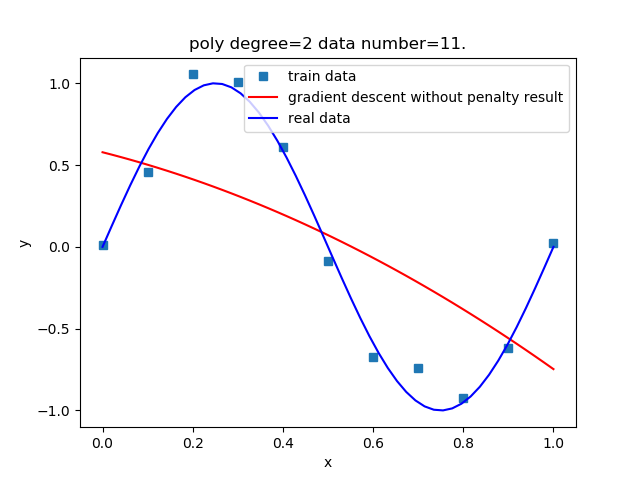 poly degree=2 data number=11.
train data
gradient descent without penalty result
real data
1.0
0.5
0.0
−0.5
−1.0
y
0.0 0.2 0.4 0.6 0.8 1.0
x